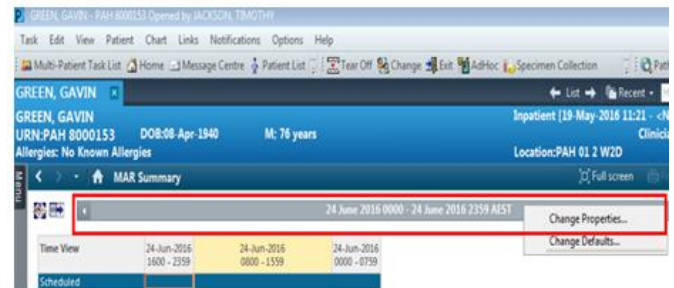 GREEN, GAVIN - PAH 8000153 Opened by JACKSON, TIMOTHY
Task Edit View Patient Chart Links Notifications Options Help
Multi-Patient Task List Home Message Centre Patient List Tear Off Change Exit AdHoc Specimen Collection Path
GREEN, GAVIN List Recent
GREEN, GAVIN Inpatient [19-May-2016 11:21 - <N
URN:PAH 8000153 DOB:08-Apr-1940 M; 76 years Clinicia
Allergies: No Known Allergies Location:PAH 01 2 W2D
Menu
MAR Summary Full screen
24 June 2016 0000 - 24 June 2016 2359 AEST
Change Properties...
Change Defaults...
Time View 24-Jun-2016 24-Jun-2016 24-Jun-2016
1600 - 2359 0800 - 1559 0000 - 0759
Scheduled